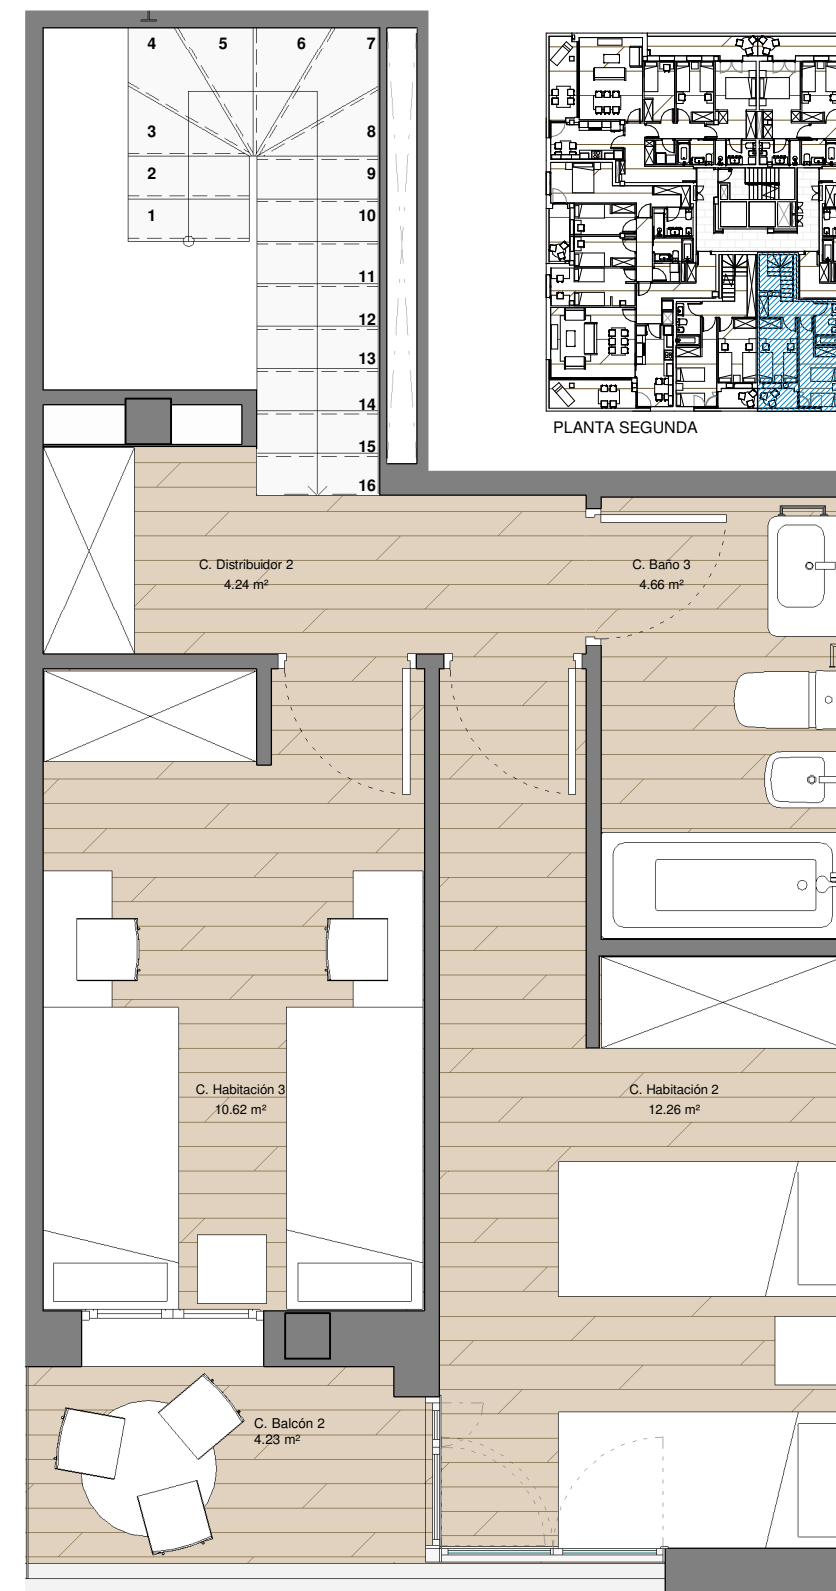 4 5 6 7
3 8
2 9
1 10
11
12
13
14
15
16
PLANTA SEGUNDA
C. Distribuidor 2
4.24 m²
C. Baño 3
4.66 m²
C. Habitación 3
10.62 m²
C. Habitación 2
12.26 m²
C. Balcón 2
4.23 m²